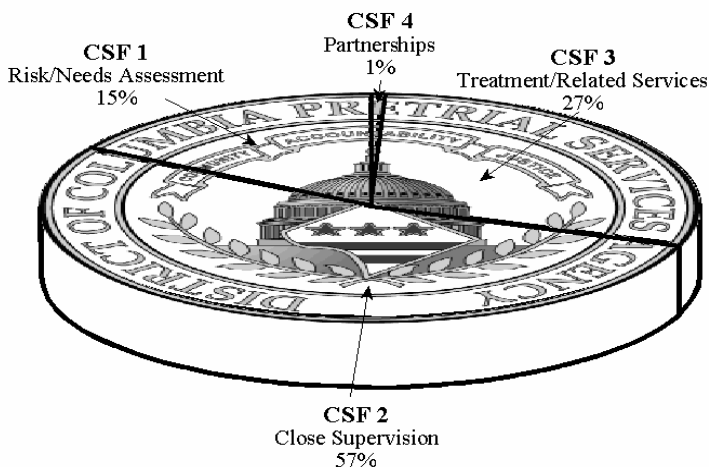 CSF 4
Partnerships
1%
CSF 1
Risk/Needs Assessment
15%
CSF 3
Treatment/Related Services
27%
DISTRICT OF COLUMBIA PRETRIAL SERVICES AGENCY
ACCOUNTABILITY
JUSTICE
CSF 2
Close Supervision
57%